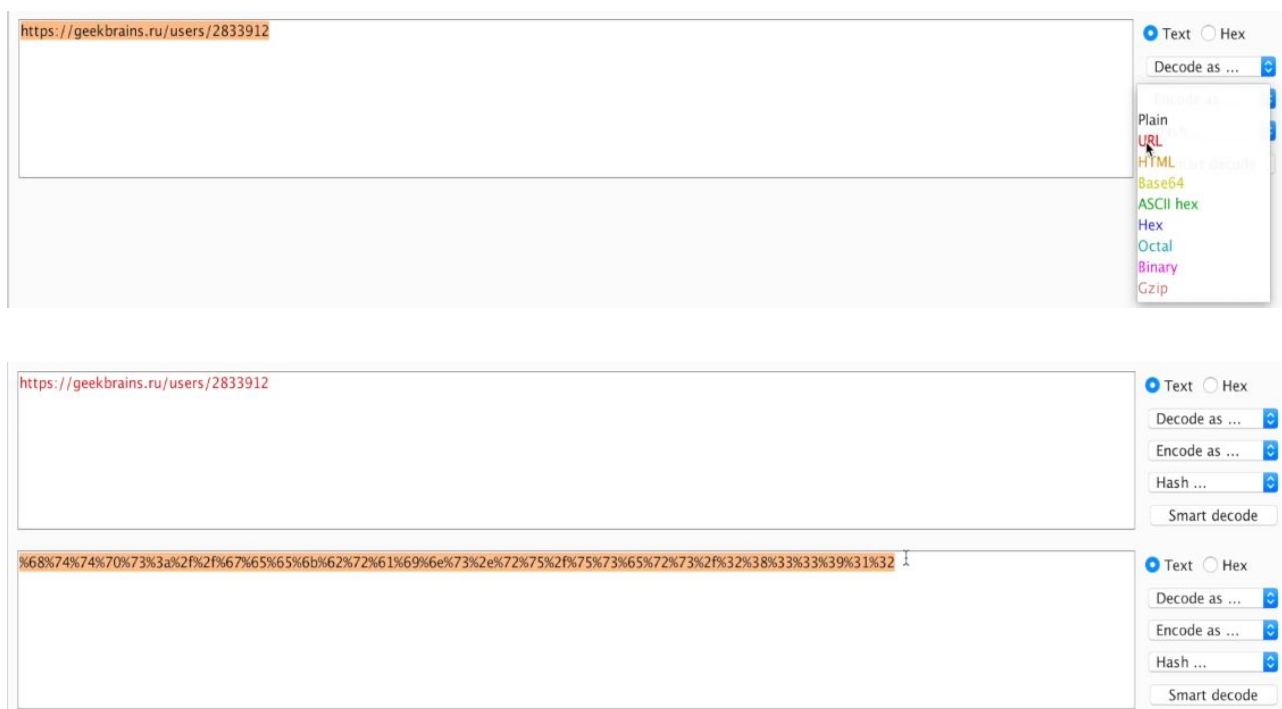 https://geekbrains.ru/users/2833912
Text Hex
Decode as ...
Plain
URL
HTML
Base64
ASCII hex
Hex
Octal
Binary
Gzip
https://geekbrains.ru/users/2833912
Text Hex
Decode as ...
Encode as ...
Hash ...
Smart decode
%68%74%74%70%73%3a%2f%2f%67%65%65%6b%62%72%61%69%6e%73%2e%72%75%2f%75%73%65%72%73%2f%32%38%33%33%39%31%32
Text Hex
Decode as ...
Encode as ...
Hash ...
Smart decode